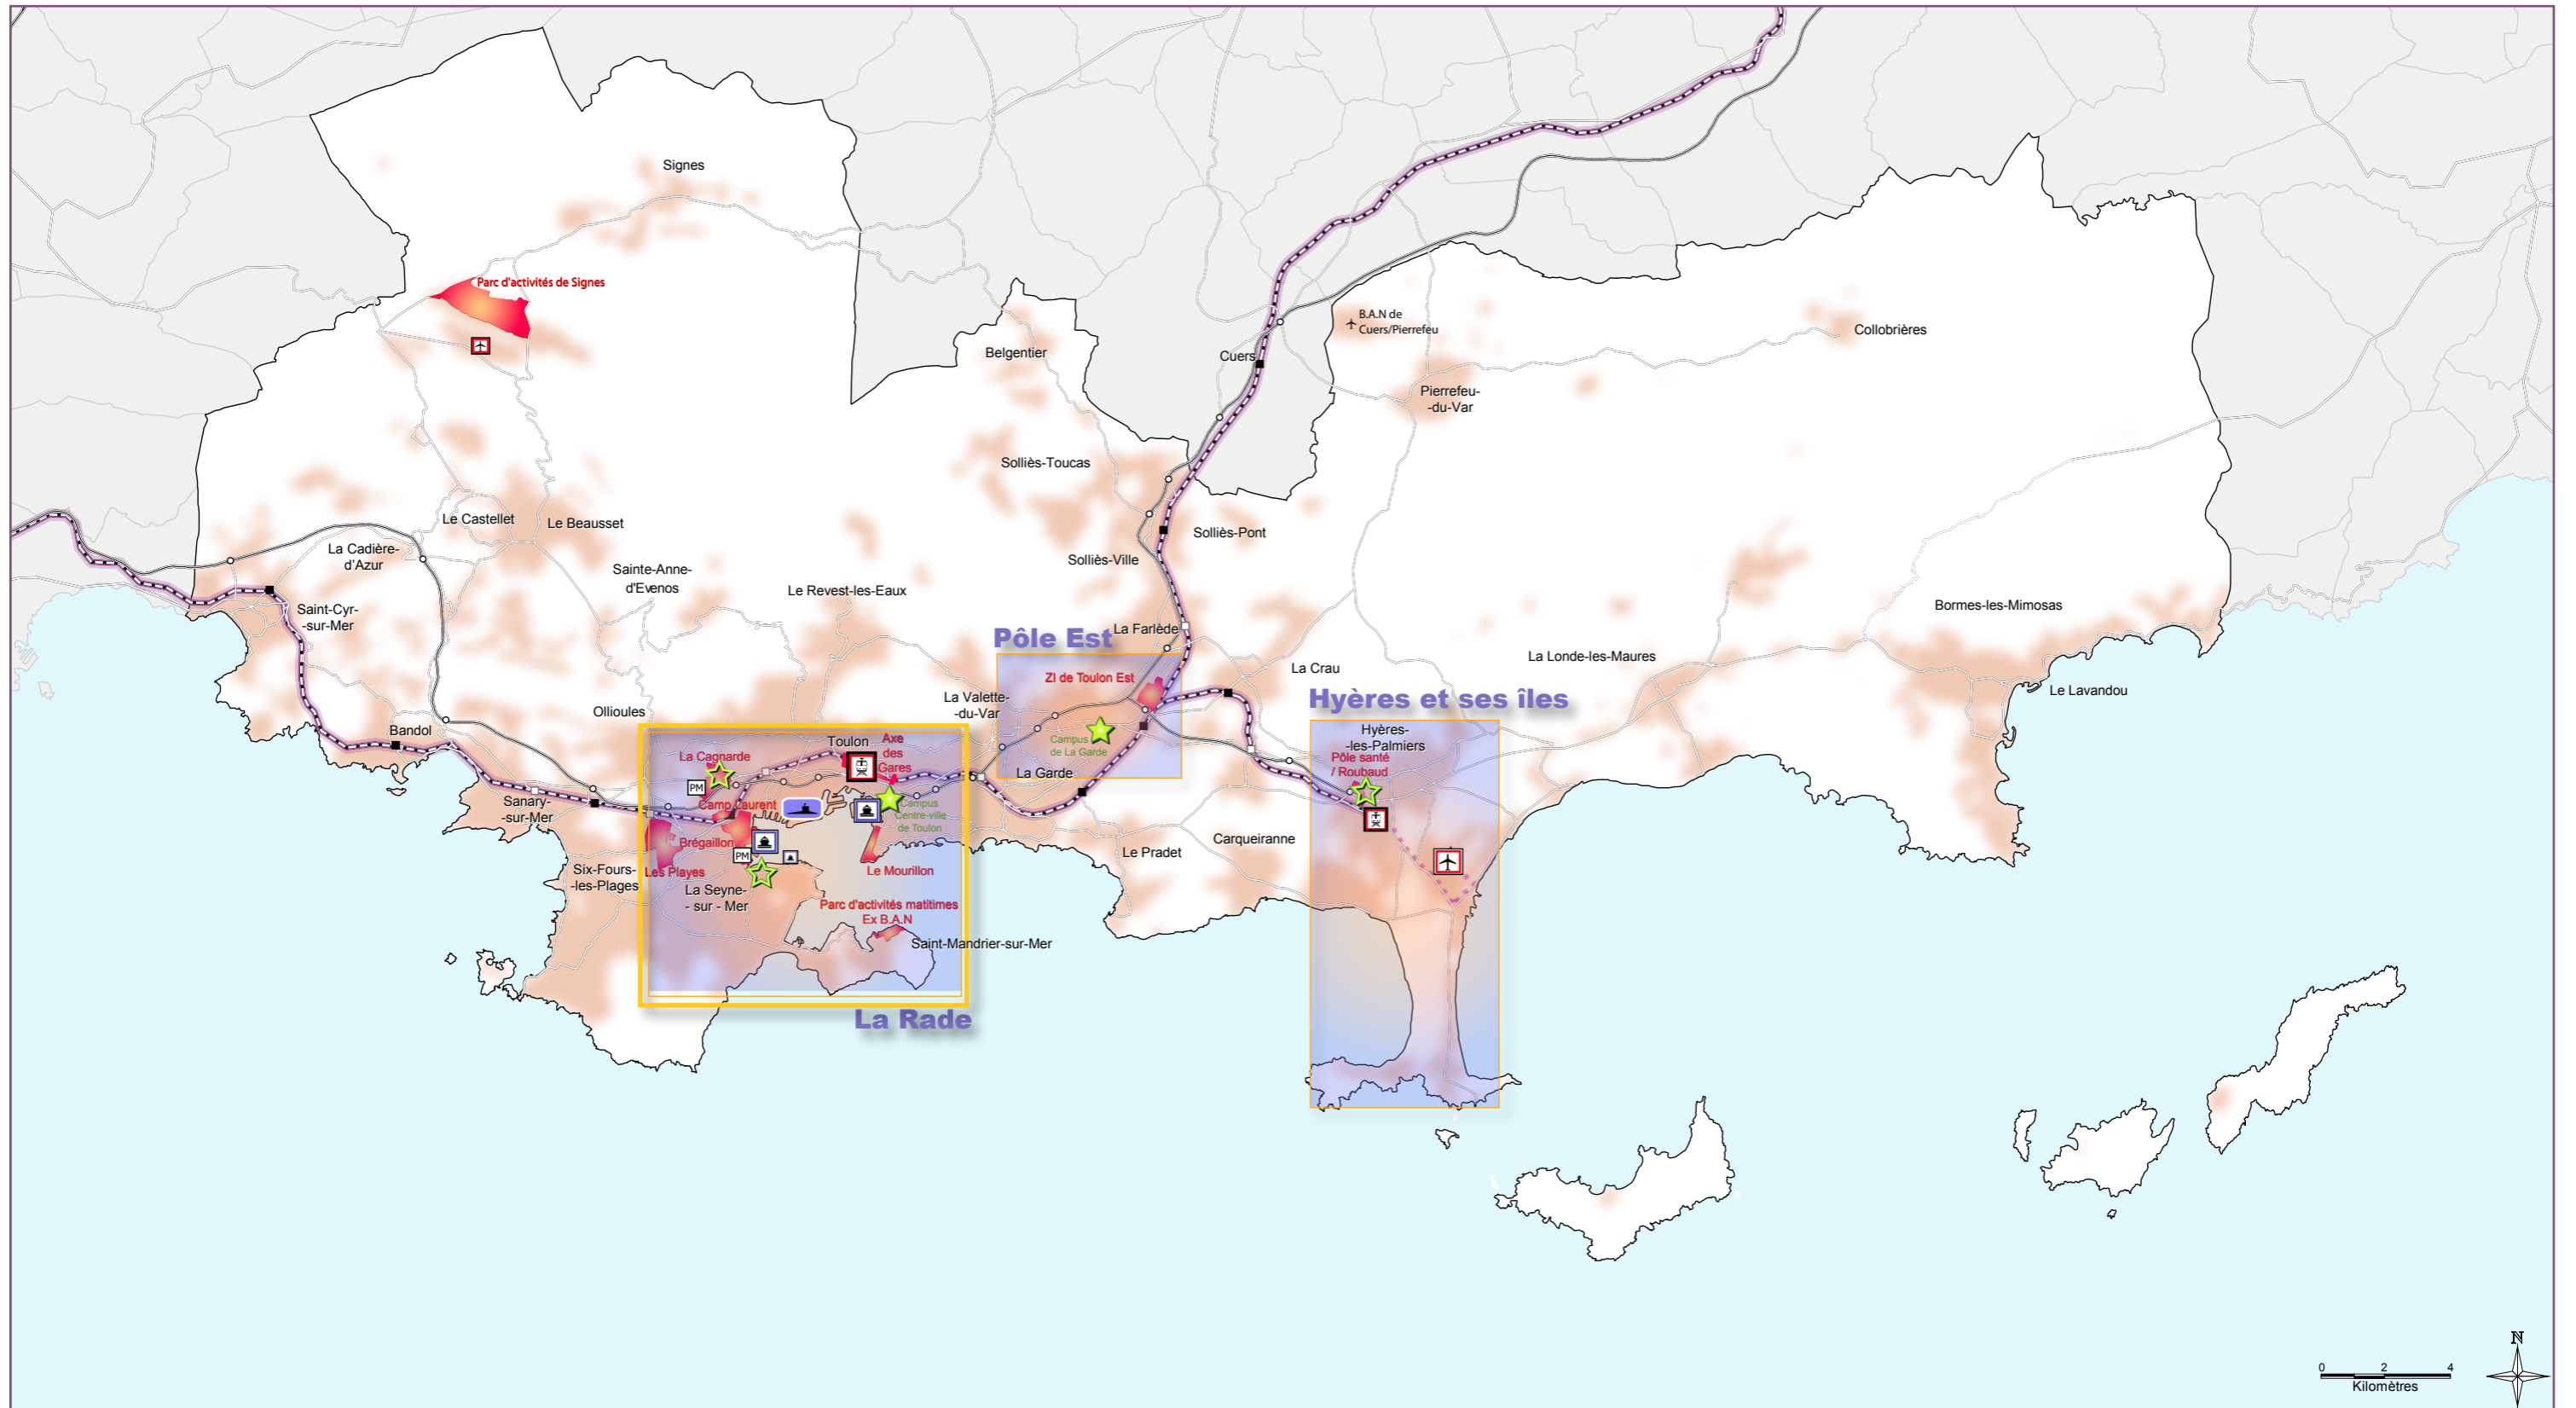 Signes
Parc d'activités de Signes
B.A.N de
Cuers/Pierrefeu
Collobrières
Belgentier
Cuers
Pierrefeu-
-du-Var
Solliès-Toucas
Le Castellet
Le Beausset
Solliès-Pont
La Cadière-
d'Azur
Solliès-Ville
Sainte-Anne-
d'Evenos
Le Revest-les-Eaux
Saint-Cyr-
-sur-Mer
Bormes-les-Mimosas
La Farlède
Pôle Est
La Londe-les-Maures
La Crau
ZI de Toulon Est
Le Lavandou
Hyères et ses îles
La Valette-
-du-Var
Ollioules
Bandol
Hyères-
-les-Palmiers
Toulon
Axe
des
Gares
Campus
de La Garde
La Cagnarde
Pôle santé
/ Roubaud
La Garde
PM
Sanary-
-sur-Mer
Camp Laurent
Campus
Centre-ville
de Toulon
Brégaillon
PM
Carqueiranne
Le Pradet
Six-Fours-
-les-Plages
Les Playes
Le Mourillon
La Seyne-
- sur - Mer
Parc d'activités matitimes
Ex B.A.N
Saint-Mandrier-sur-Mer
La Rade
N
0 2 4
Kilomètres